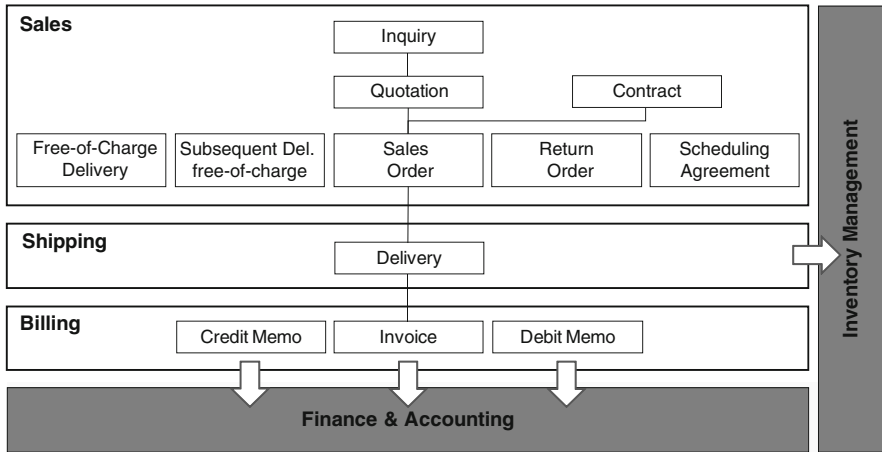 Sales
Inquiry
Quotation
Contract
Free-of-Charge
Delivery
Subsequent Del.
free-of-charge
Sales
Order
Return
Order
Scheduling
Agreement
Shipping
Delivery
Billing
Credit Memo
Invoice
Debit Memo
Finance & Accounting
Inventory Management